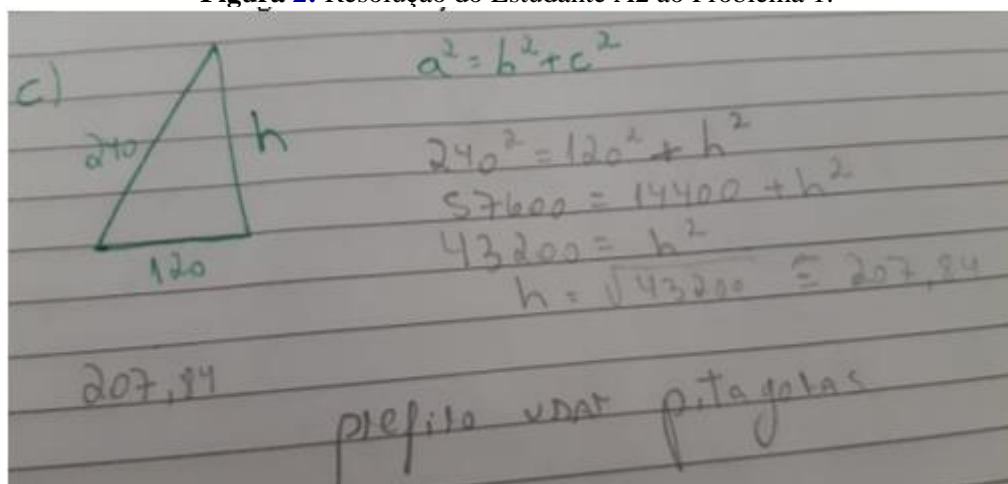 Figura 2: Resolução do Estudante A2 ao Problema 1.
c)
a² = b² + c²
240
h
120
240² = 120² + h²
57600 = 14400 + h²
43200 = h²
h = √43200 ≅ 207,84
207,84
prefiro usar pitagoras